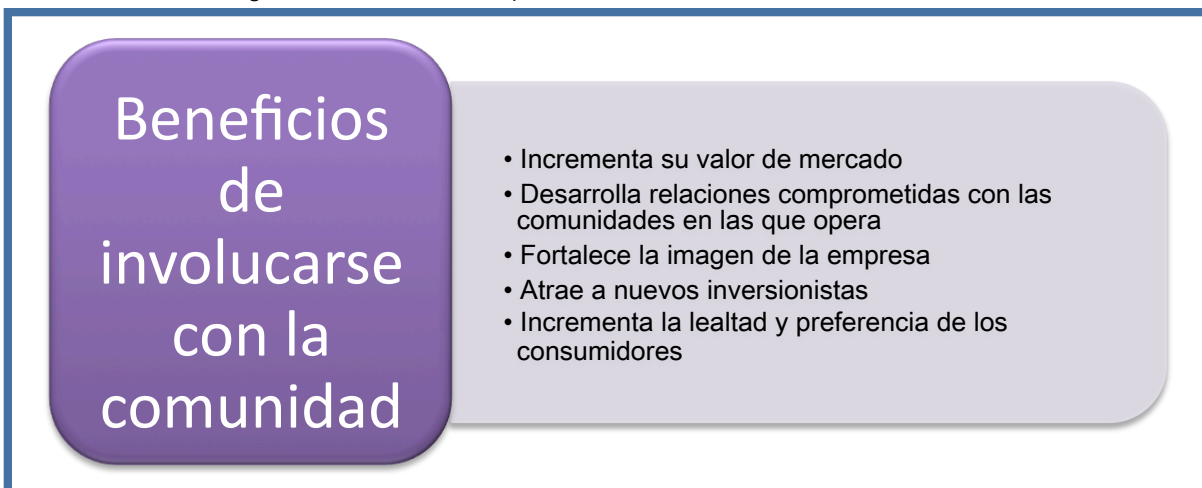 Beneficios
de
involucarse
con la
comunidad
• Incrementa su valor de mercado
• Desarrolla relaciones comprometidas con las
comunidades en las que opera
• Fortalece la imagen de la empresa
• Atrae a nuevos inversionistas
• Incrementa la lealtad y preferencia de los
consumidores